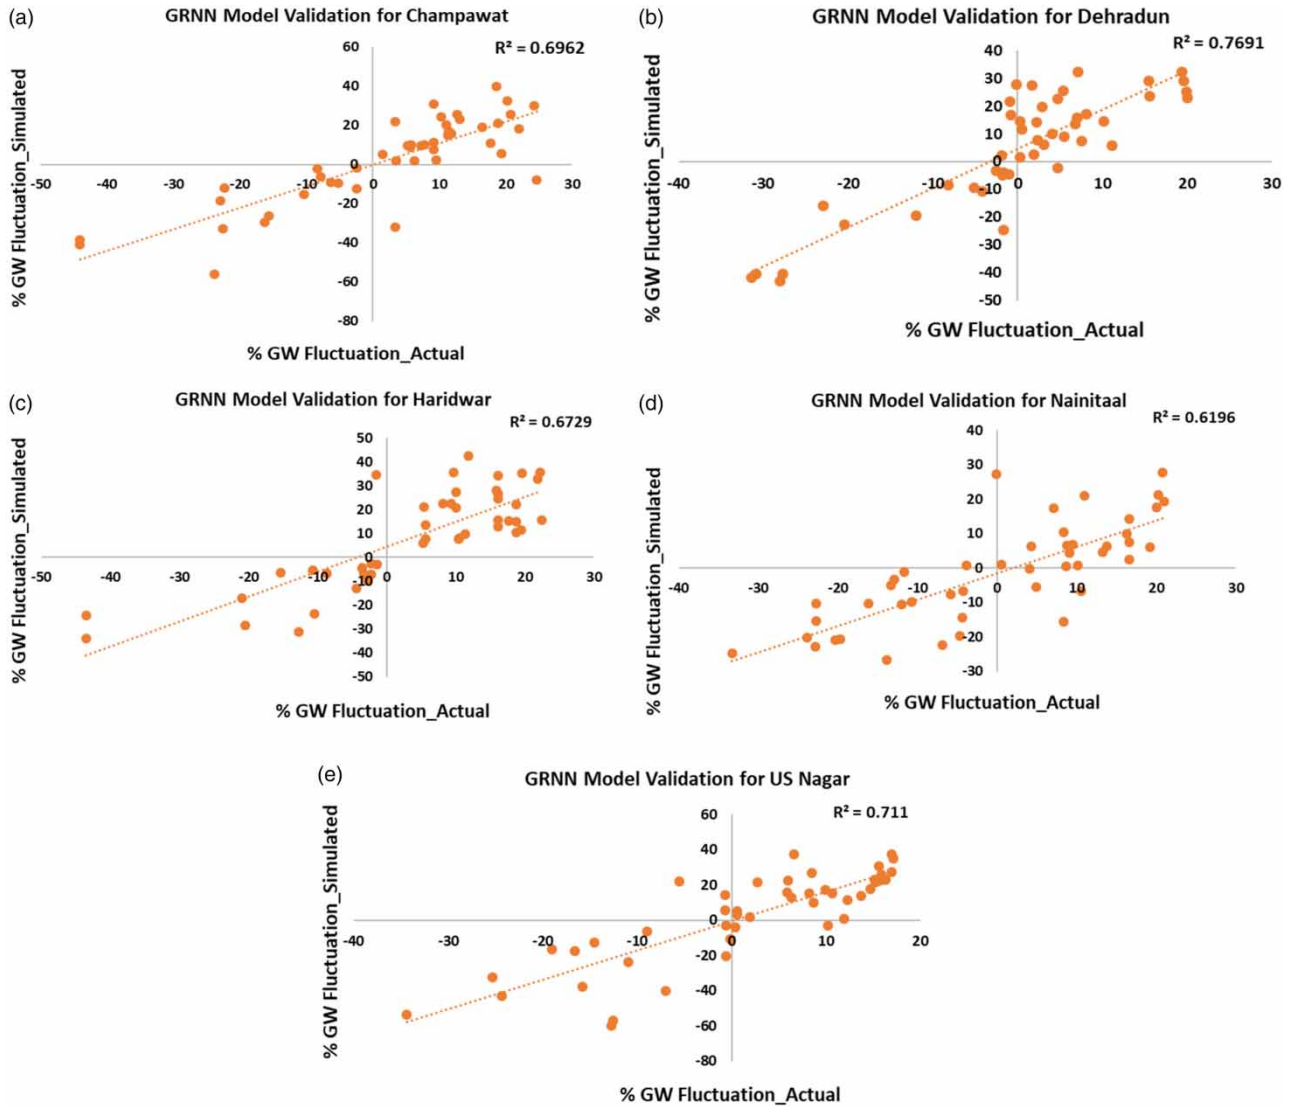 (a)
GRNN Model Validation for Champawat
R² = 0.6962
% GW Fluctuation_Simulated
60
40
20
0
-20
-40
-60
-80
-50 -40 -30 -20 -10 0 10 20 30
% GW Fluctuation_Actual
(b)
GRNN Model Validation for Dehradun
R² = 0.7691
% GW Fluctuation_Simulated
40
30
20
10
0
-10
-20
-30
-40
-50
-40 -30 -20 -10 0 10 20 30
% GW Fluctuation_Actual
(c)
GRNN Model Validation for Haridwar
R² = 0.6729
% GW Fluctuation_Simulated
50
40
30
20
10
0
-10
-20
-30
-40
-50
-50 -40 -30 -20 -10 0 10 20 30
% GW Fluctuation_Actual
(d)
GRNN Model Validation for Nainitaal
R² = 0.6196
% GW Fluctuation_Simulated
40
30
20
10
0
-10
-20
-30
-40 -30 -20 -10 0 10 20 30
% GW Fluctuation_Actual
(e)
GRNN Model Validation for US Nagar
R² = 0.711
% GW Fluctuation_Simulated
60
40
20
0
-20
-40
-60
-80
-40 -30 -20 -10 0 10 20
% GW Fluctuation_Actual